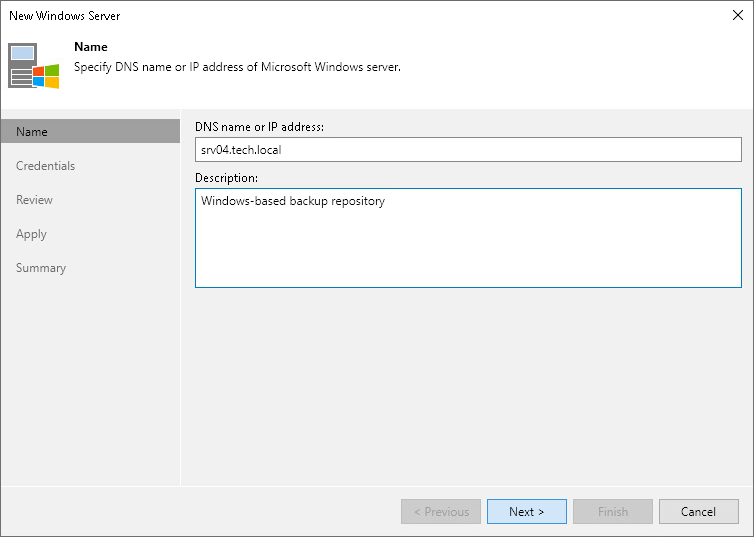 New Windows Server
Name
Specify DNS name or IP address of Microsoft Windows server.
Name
Credentials
Review
Apply
Summary
DNS name or IP address:
srv04.tech.local
Description:
Windows-based backup repository
< Previous
Next >
Finish
Cancel